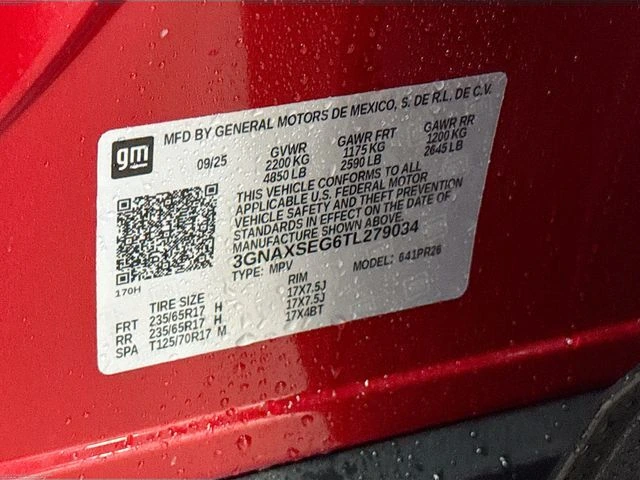 MFD BY GENERAL MOTORS DE MEXICO, S. DE R.L. DE C.V.
gm
09/25 GVWR GAWR FRT GAWR RR
2200 KG 1175 KG 1200 KG
4850 LB 2590 LB 2645 LB
THIS VEHICLE CONFORMS TO ALL
APPLICABLE U.S. FEDERAL MOTOR
VEHICLE SAFETY AND THEFT PREVENTION
STANDARDS IN EFFECT ON THE DATE OF
MANUFACTURE SHOWN ABOVE.
3GNAXSEG6TL279034
TYPE: MPV MODEL: 641PR26
170H
TIRE SIZE RIM
FRT 235/65R17 H 17X7.5J
RR 235/65R17 H 17X7.5J
SPA T125/70R17 M 17X4BT